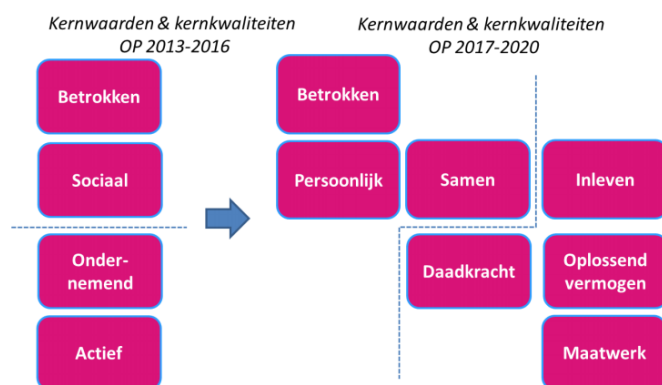 Kernwaarden & kernkwaliteiten
OP 2013-2016
Betrokken
Sociaal
Onder-
nemend
Actief
Kernwaarden & kernkwaliteiten
OP 2017-2020
Betrokken
Persoonlijk
Samen
Inleven
Daadkracht
Oplossend
vermogen
Maatwerk